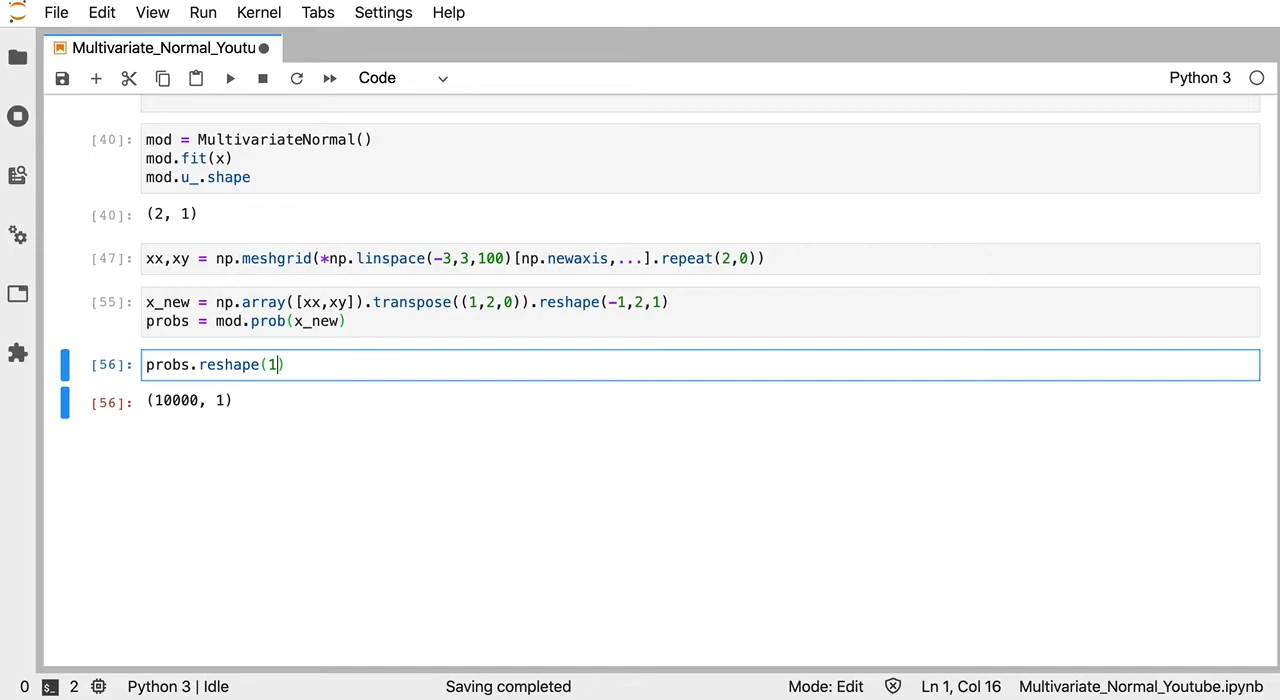 File Edit View Run Kernel Tabs Settings Help
Multivariate_Normal_Youtu
Code Python 3
[40]: mod = MultivariateNormal()
mod.fit(x)
mod.u_.shape
[40]: (2, 1)
[47]: xx,xy = np.meshgrid(*np.linspace(-3,3,100)[np.newaxis,...].repeat(2,0))
[55]: x_new = np.array([xx,xy]).transpose((1,2,0)).reshape(-1,2,1)
probs = mod.prob(x_new)
[56]: probs.reshape(1)
[56]: (10000, 1)
0 $_ 2 Python 3 | Idle Saving completed Mode: Edit Ln 1, Col 16 Multivariate_Normal_Youtube.ipynb